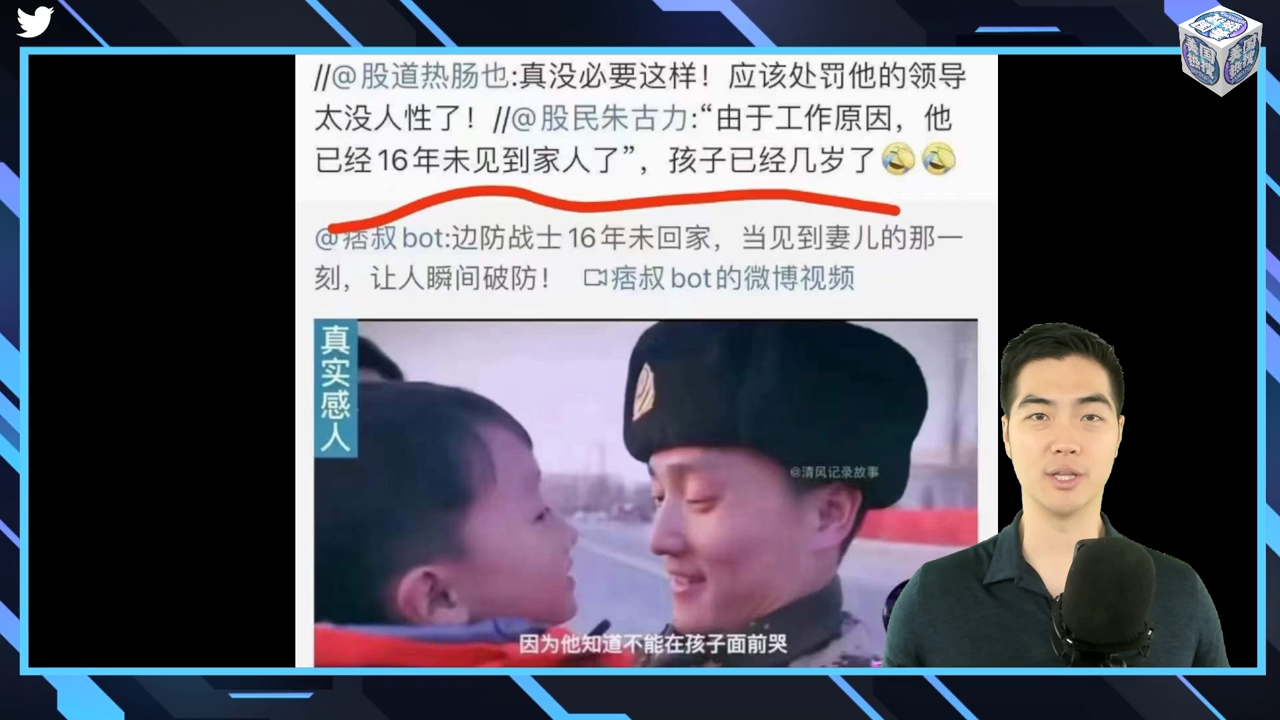 //@股道热肠也:真没必要这样！应该处罚他的领导
太没人性了！//@股民朱古力:“由于工作原因，他
已经16年未见到家人了”，孩子已经几岁了
@痞叔bot:边防战士16年未回家，当见到妻儿的那一
刻，让人瞬间破防！ 痞叔bot的微博视频
真实感人
@清风记录故事
因为他知道不能在孩子面前哭